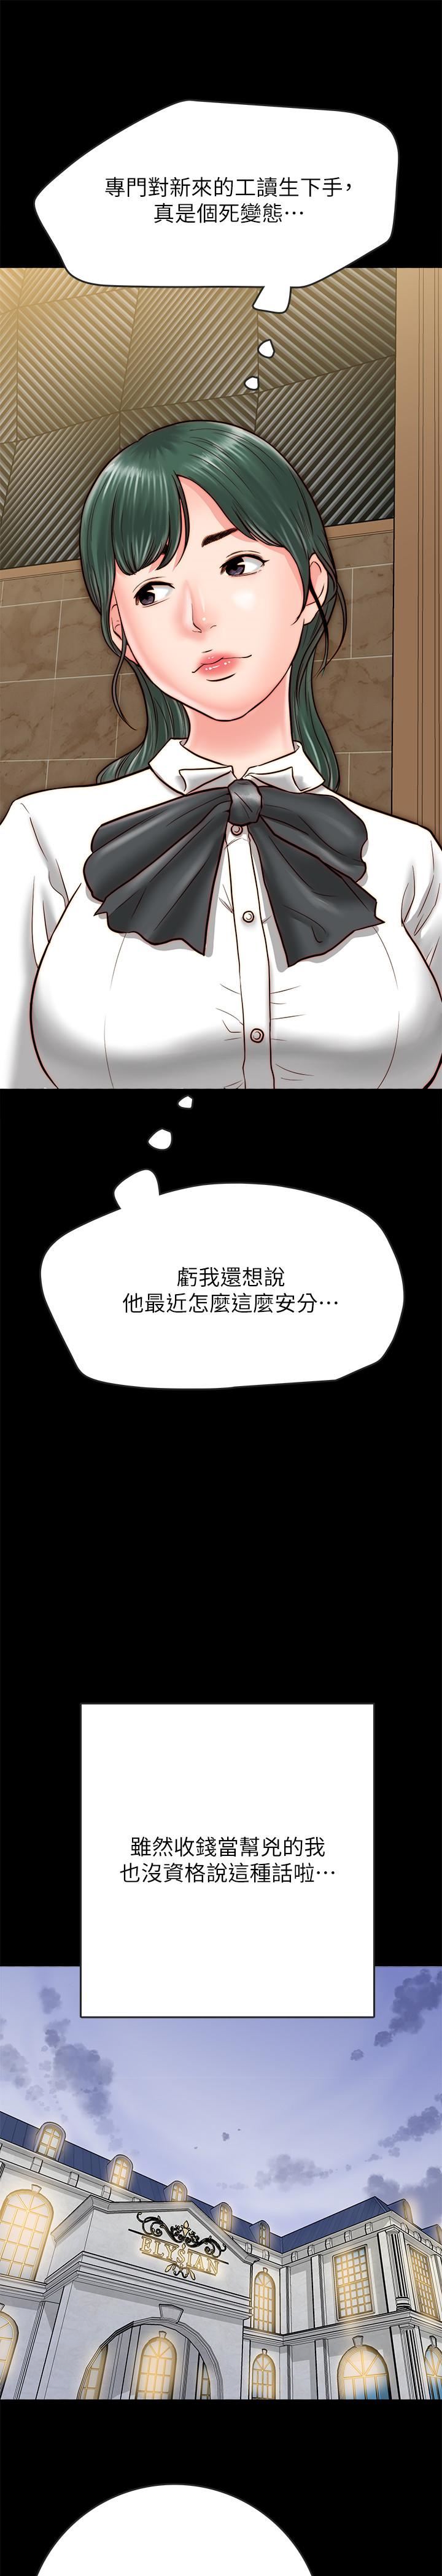 專門對新來的工讀生下手，
真是個死變態…
虧我還想說
他最近怎麼這麼安分…
雖然收錢當幫兇的我
也沒資格說這種話啦…
ELYSIAN